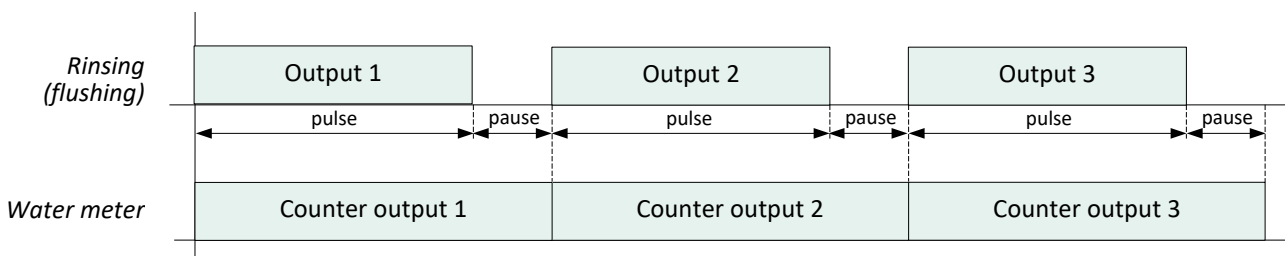 Rinsing
(flushing)
Output 1
Output 2
Output 3
pulse
pause
pulse
pause
pulse
pause
Water meter
Counter output 1
Counter output 2
Counter output 3